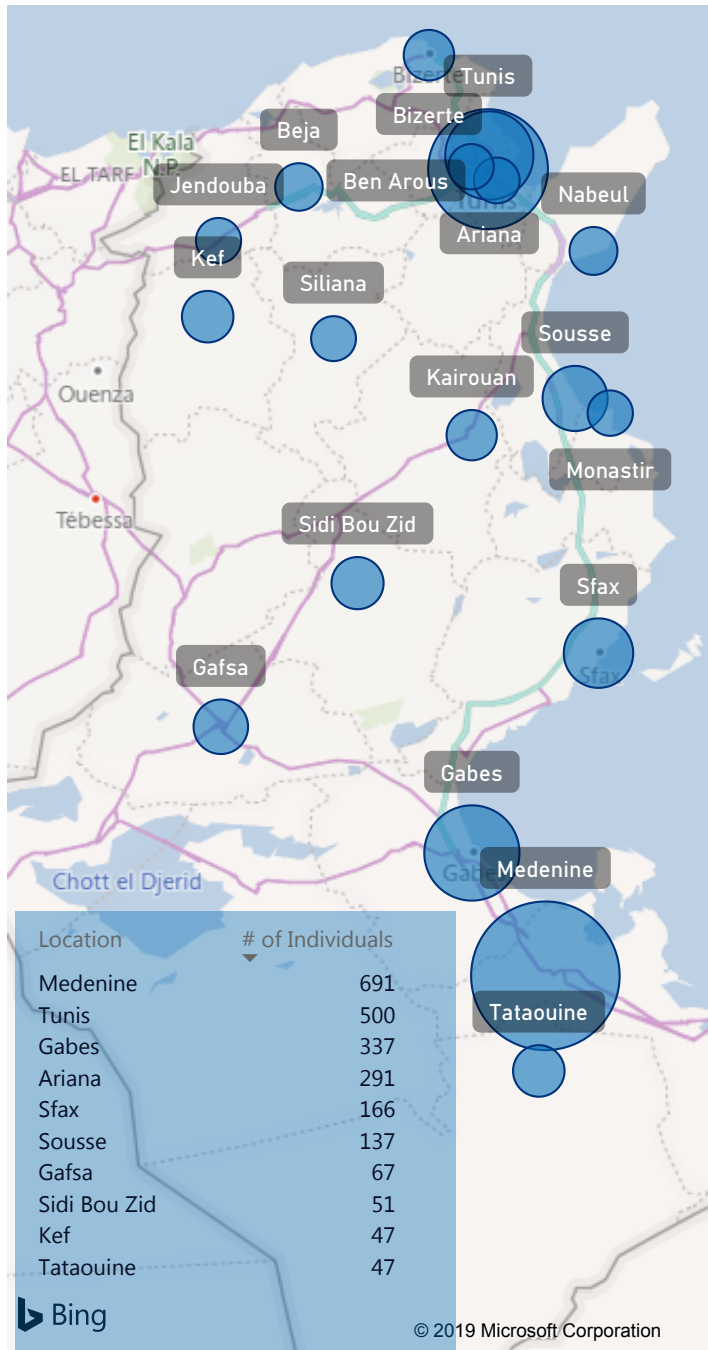 Bizerte
Tunis
Bizerte
Beja
El Kala
N.P.
EL TARF
Jendouba
Ben Arous
Tunis
Nabeul
Ariana
Kef
Siliana
Sousse
Kairouan
Ouenza
Monastir
Tébessa
Sidi Bou Zid
Sfax
Sfax
Gafsa
Gabes
Gabes
Medenine
Chott el Djerid
Tataouine
Location # of Individuals
Medenine 691
Tunis 500
Gabes 337
Ariana 291
Sfax 166
Sousse 137
Gafsa 67
Sidi Bou Zid 51
Kef 47
Tataouine 47
Bing
© 2019 Microsoft Corporation